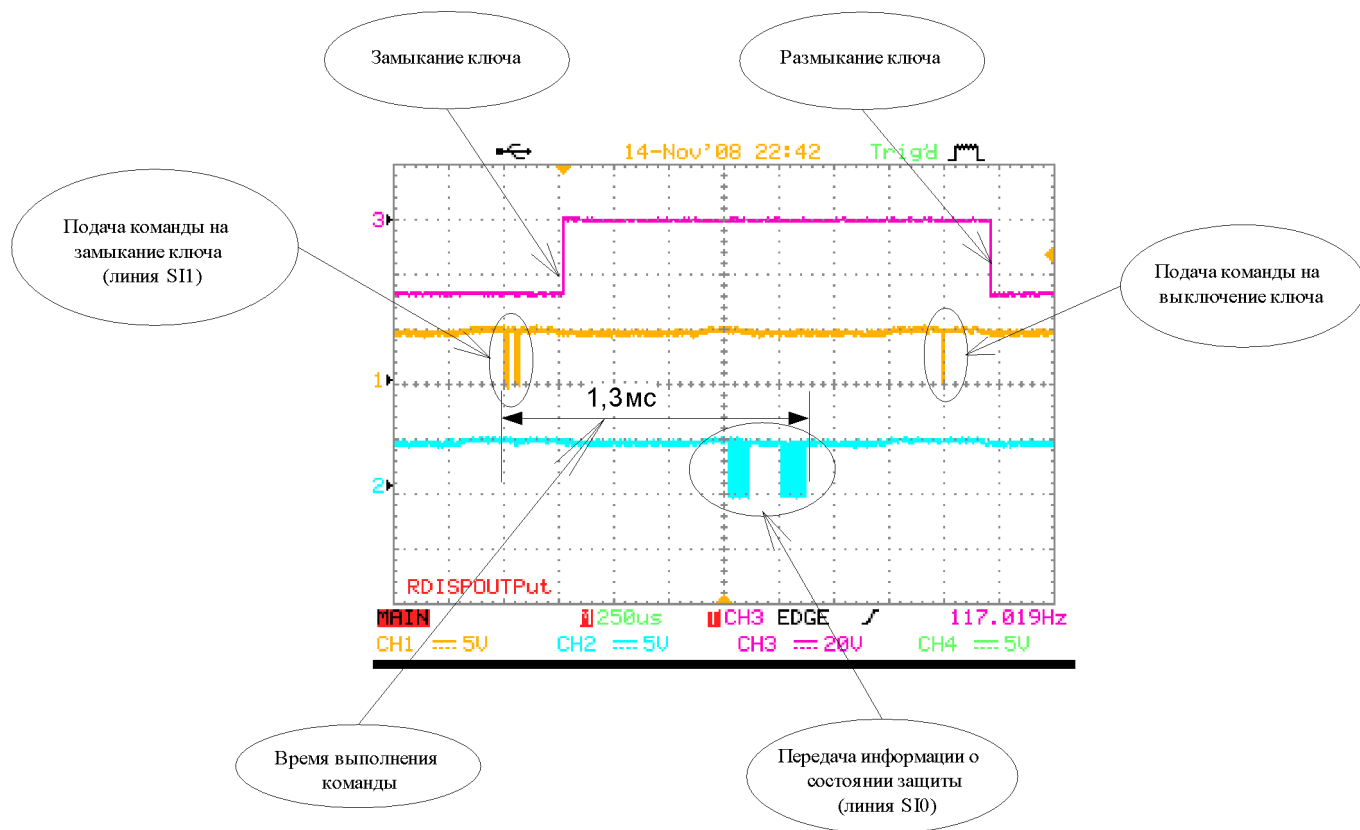 Замыкание ключа
Размыкание ключа
14-Nov'08 22:42 Trig'd
Подача команды на
замыкание ключа
(линия SI1)
3
Подача команды на
выключение ключа
1
1,3мс
2
RDISPOUTPut
MAIN M 250us T CH3 EDGE 117.019Hz
CH1 5V CH2 5V CH3 20V CH4 5V
Время выполнения
команды
Передача информации о
состоянии защиты
(линия SI0)